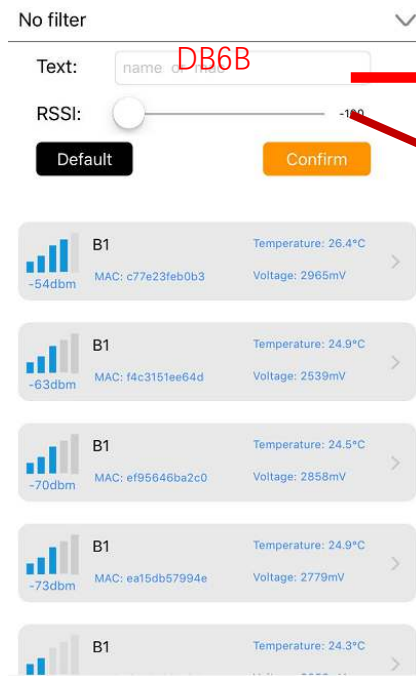 No filter
Text: name or mac DB6B
RSSI: -100
Default Confirm
B1 Temperature: 26.4°C
-54dbm MAC: c77e23feb0b3 Voltage: 2965mV
B1 Temperature: 24.9°C
-63dbm MAC: f4c3151ee64d Voltage: 2539mV
B1 Temperature: 24.5°C
-70dbm MAC: ef95646ba2c0 Voltage: 2858mV
B1 Temperature: 24.9°C
-73dbm MAC: ea15db57994e Voltage: 2779mV
B1 Temperature: 24.3°C